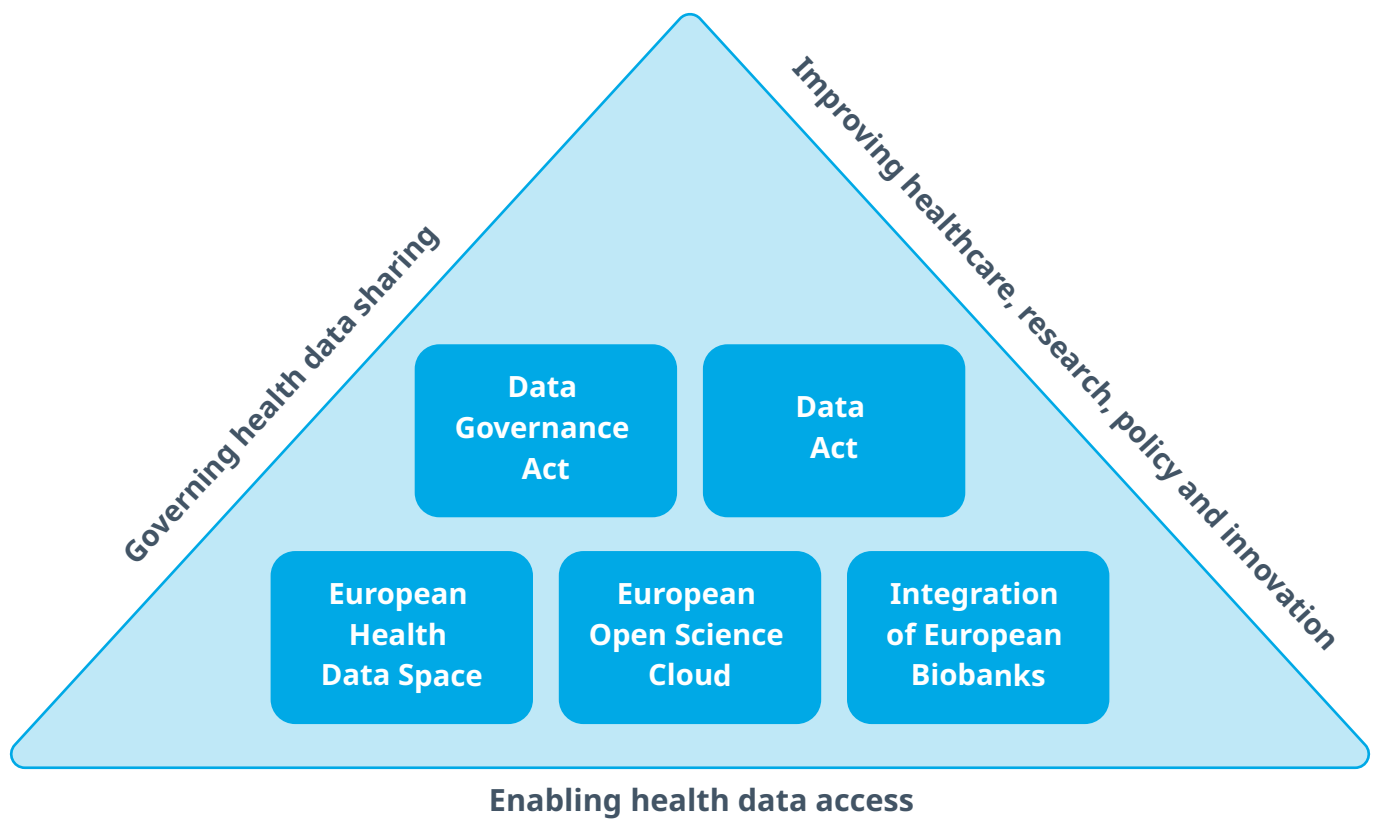 Governing health data sharing
Improving healthcare, research, policy and innovation
Data
Governance
Act
Data
Act
European
Health
Data Space
European
Open Science
Cloud
Integration
of European
Biobanks
Enabling health data access